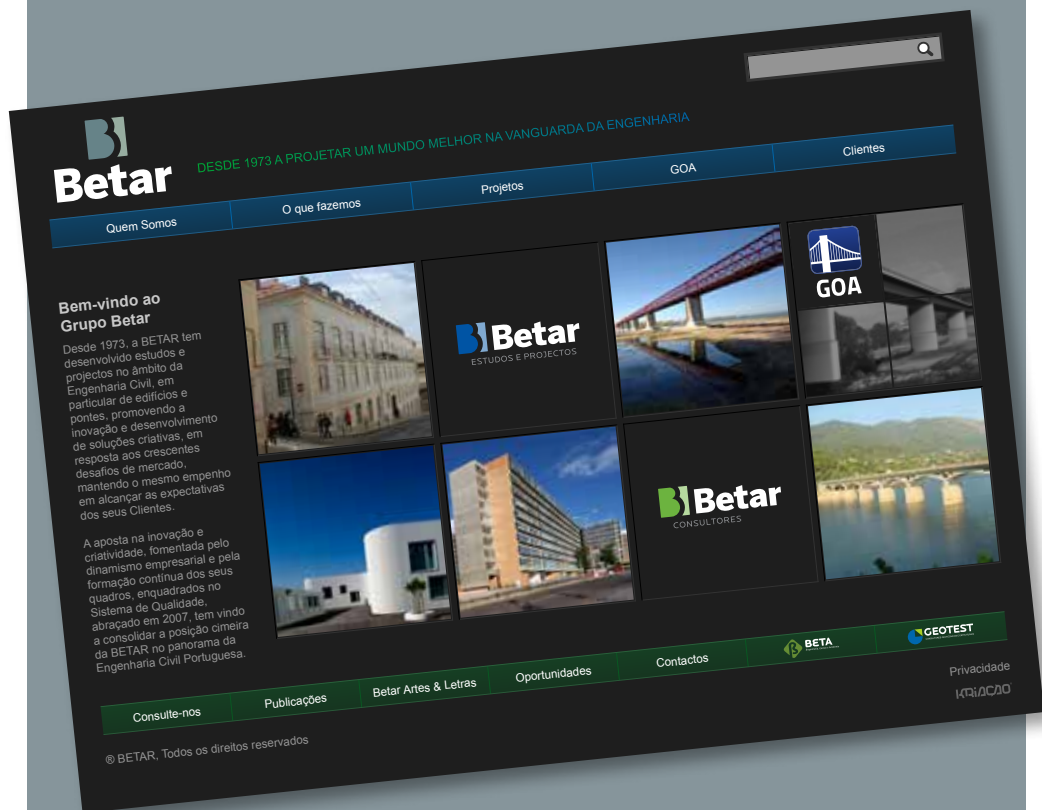 Betar
DESDE 1973 A PROJETAR UM MUNDO MELHOR NA VANGUARDA DA ENGENHARIA
Quem Somos
O que fazemos
Projetos
GOA
Clientes
Bem-vindo ao
Grupo Betar
Desde 1973, a BETAR tem
desenvolvido estudos e
projectos no âmbito da
Engenharia Civil, em
particular de edifícios e
pontes, promovendo a
inovação e desenvolvimento
de soluções criativas, em
resposta aos crescentes
desafios de mercado,
mantendo o mesmo empenho
em alcançar as expectativas
dos seus Clientes.
A aposta na inovação e
criatividade, fomentada pelo
dinamismo empresarial e pela
formação contínua dos seus
quadros, enquadrados no
Sistema de Qualidade,
abraçado em 2007, tem vindo
a consolidar a posição cimeira
da BETAR no panorama da
Engenharia Civil Portuguesa.
Betar
ESTUDOS E PROJECTOS
GOA
Betar
CONSULTORES
Consulte-nos
Publicações
Betar Artes & Letras
Oportunidades
Contactos
BETA
GEOTEST
Privacidade
KRIAÇÃO
® BETAR, Todos os direitos reservados